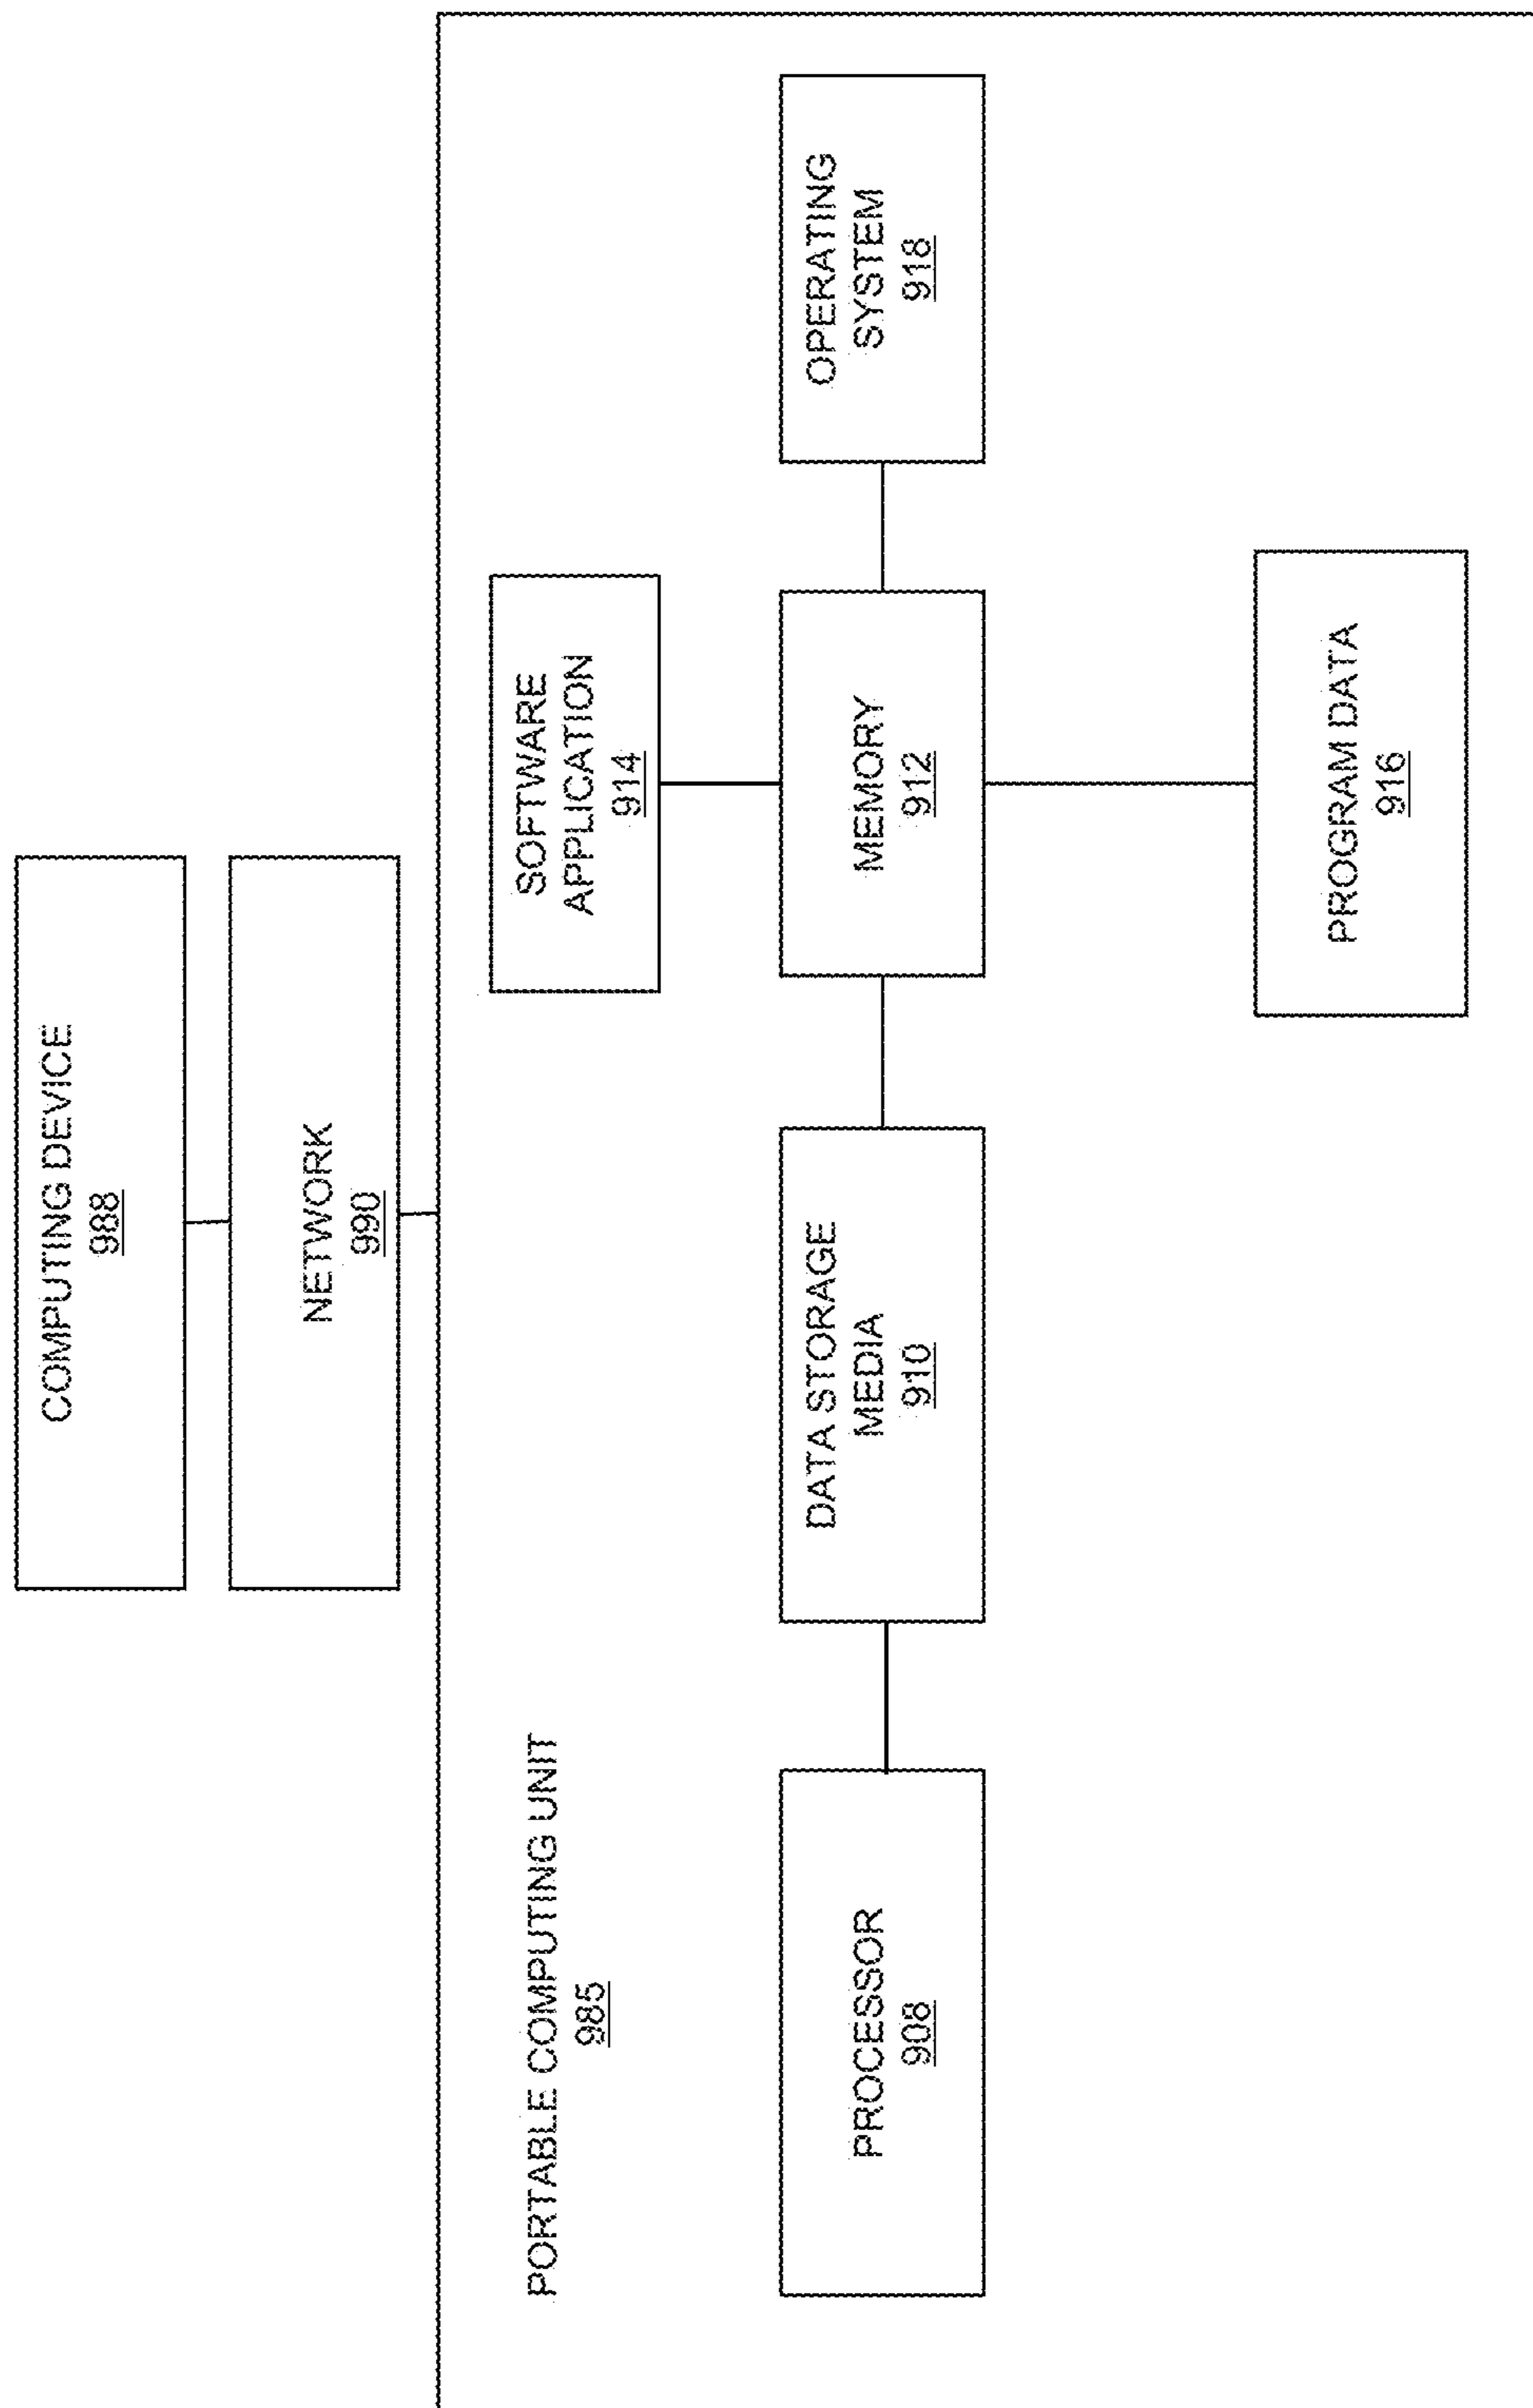 COMPUTING DEVICE
988
NETWORK
990
PORTABLE COMPUTING UNIT
985
SOFTWARE
APPLICATION
914
PROCESSOR
908
DATA STORAGE
MEDIA
910
MEMORY
912
OPERATING
SYSTEM
918
PROGRAM DATA
916